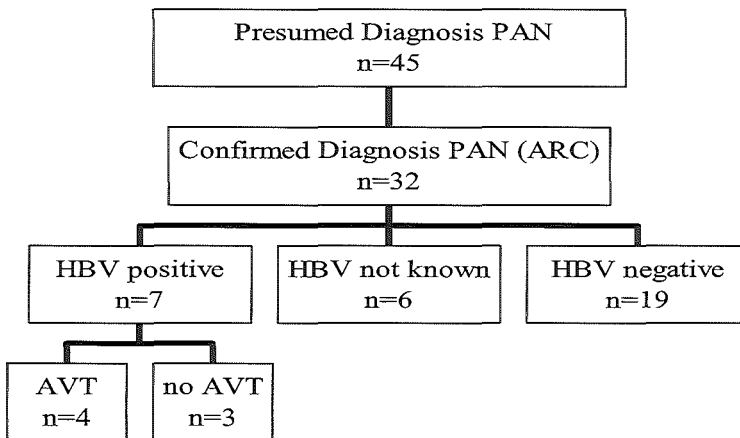 Presumed Diagnosis PAN
n=45
Confirmed Diagnosis PAN (ARC)
n=32
HBV positive
n=7
HBV not known
n=6
HBV negative
n=19
AVT
n=4
no AVT
n=3